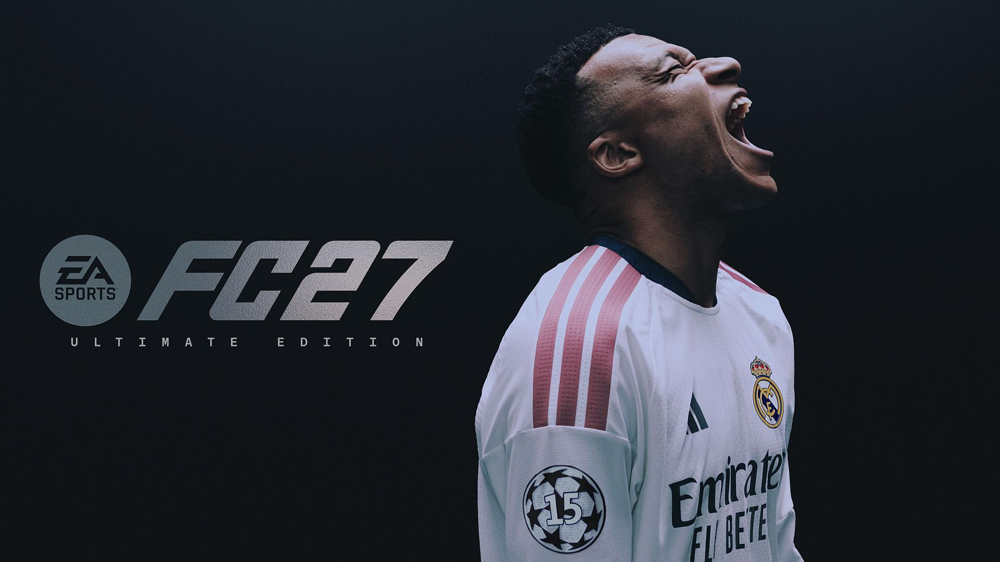 EA
SPORTS
FC27
ULTIMATE EDITION
15
Emirates
FLY BETTER